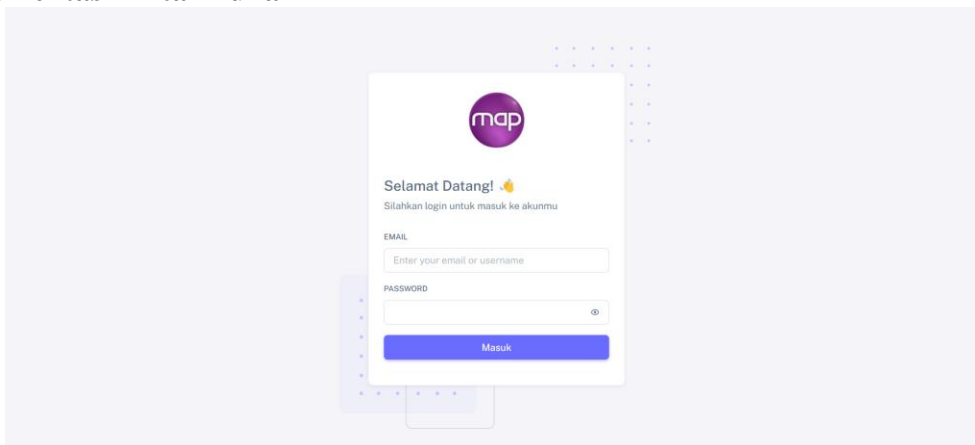 map
Selamat Datang! 👋
Silahkan login untuk masuk ke akunmu
EMAIL
Enter your email or username
PASSWORD
Masuk